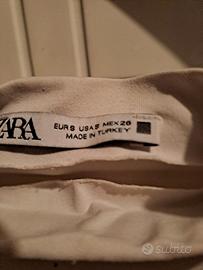 ZARA
EUR S USA S MEX 26
MADE IN TURKEY
subito